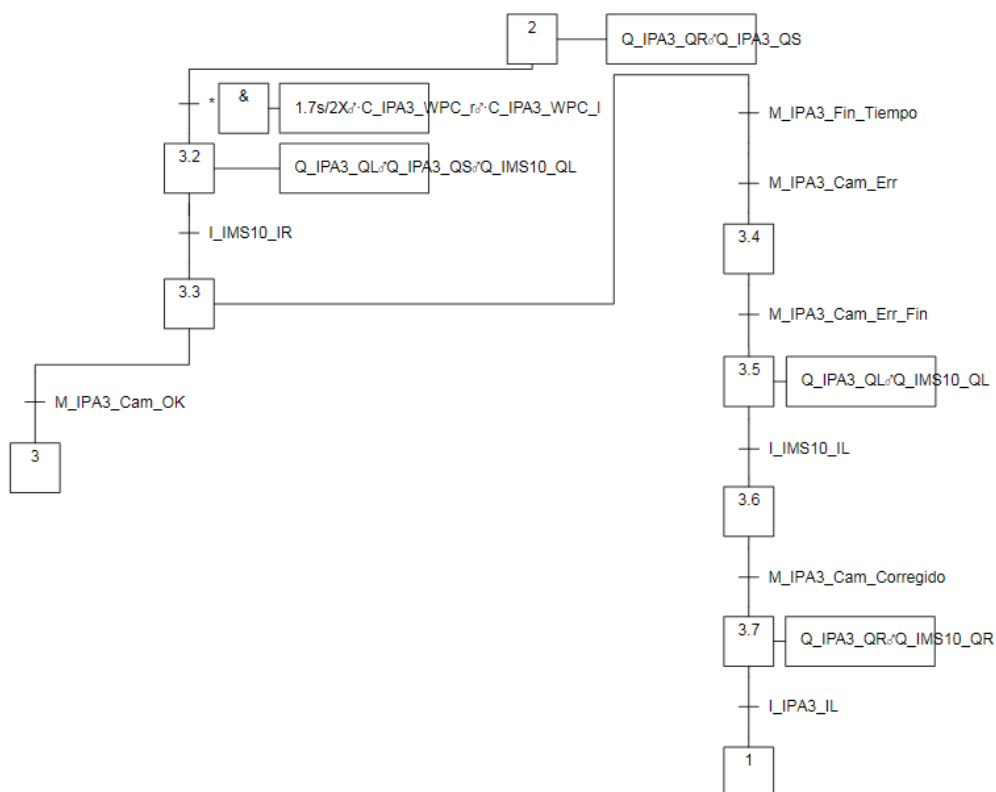 2
Q_IPA3_QR♂Q_IPA3_QS
*
&
1.7s/2X♂·C_IPA3_WPC_r♂·C_IPA3_WPC_l
3.2
Q_IPA3_QL♂Q_IPA3_QS♂Q_IMS10_QL
I_IMS10_IR
3.3
M_IPA3_Cam_OK
3
M_IPA3_Fin_Tiempo
M_IPA3_Cam_Err
3.4
M_IPA3_Cam_Err_Fin
3.5
Q_IPA3_QL♂Q_IMS10_QL
I_IMS10_IL
3.6
M_IPA3_Cam_Corregido
3.7
Q_IPA3_QR♂Q_IMS10_QR
I_IPA3_IL
1